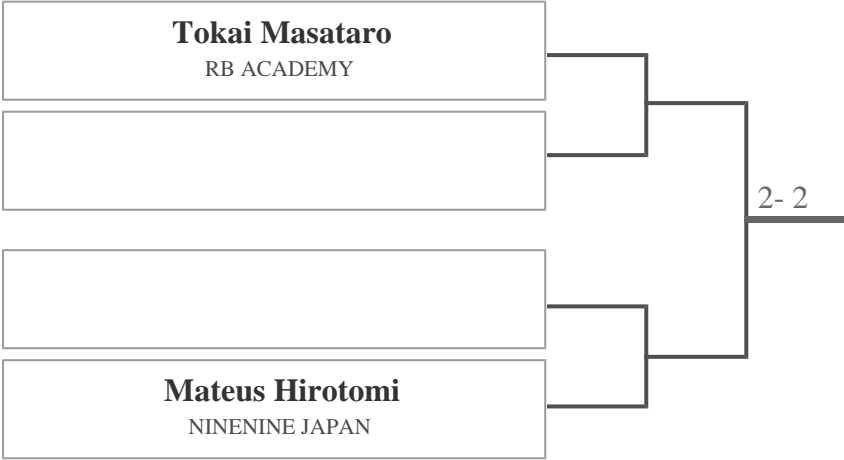 Tokai Masataro
RB ACADEMY
2- 2
Mateus Hirotomi
NINENINE JAPAN